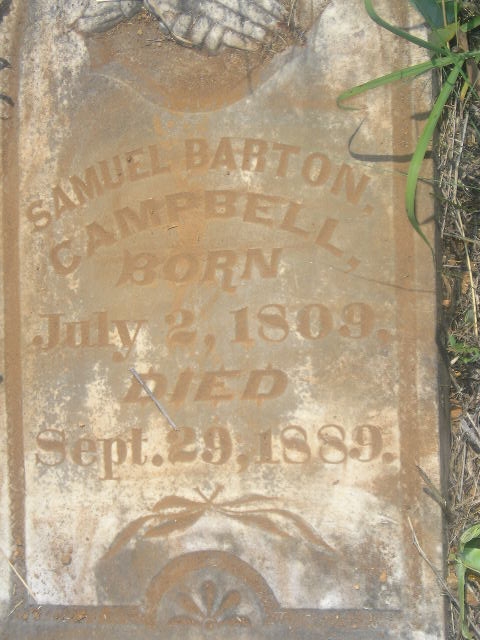 SAMUEL BARTON,
CAMPBELL,
BORN
July 2, 1809.
DIED
Sept. 29, 1889.